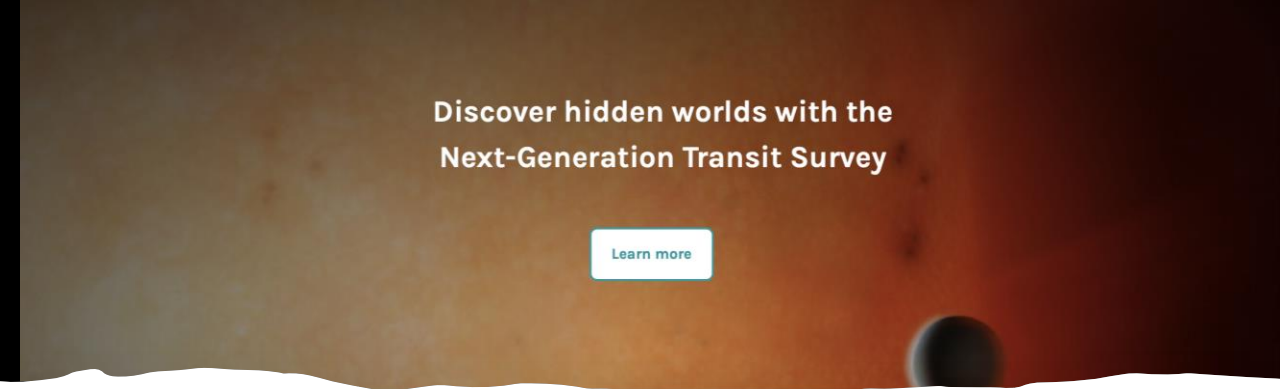 Discover hidden worlds with the
Next-Generation Transit Survey
Learn more